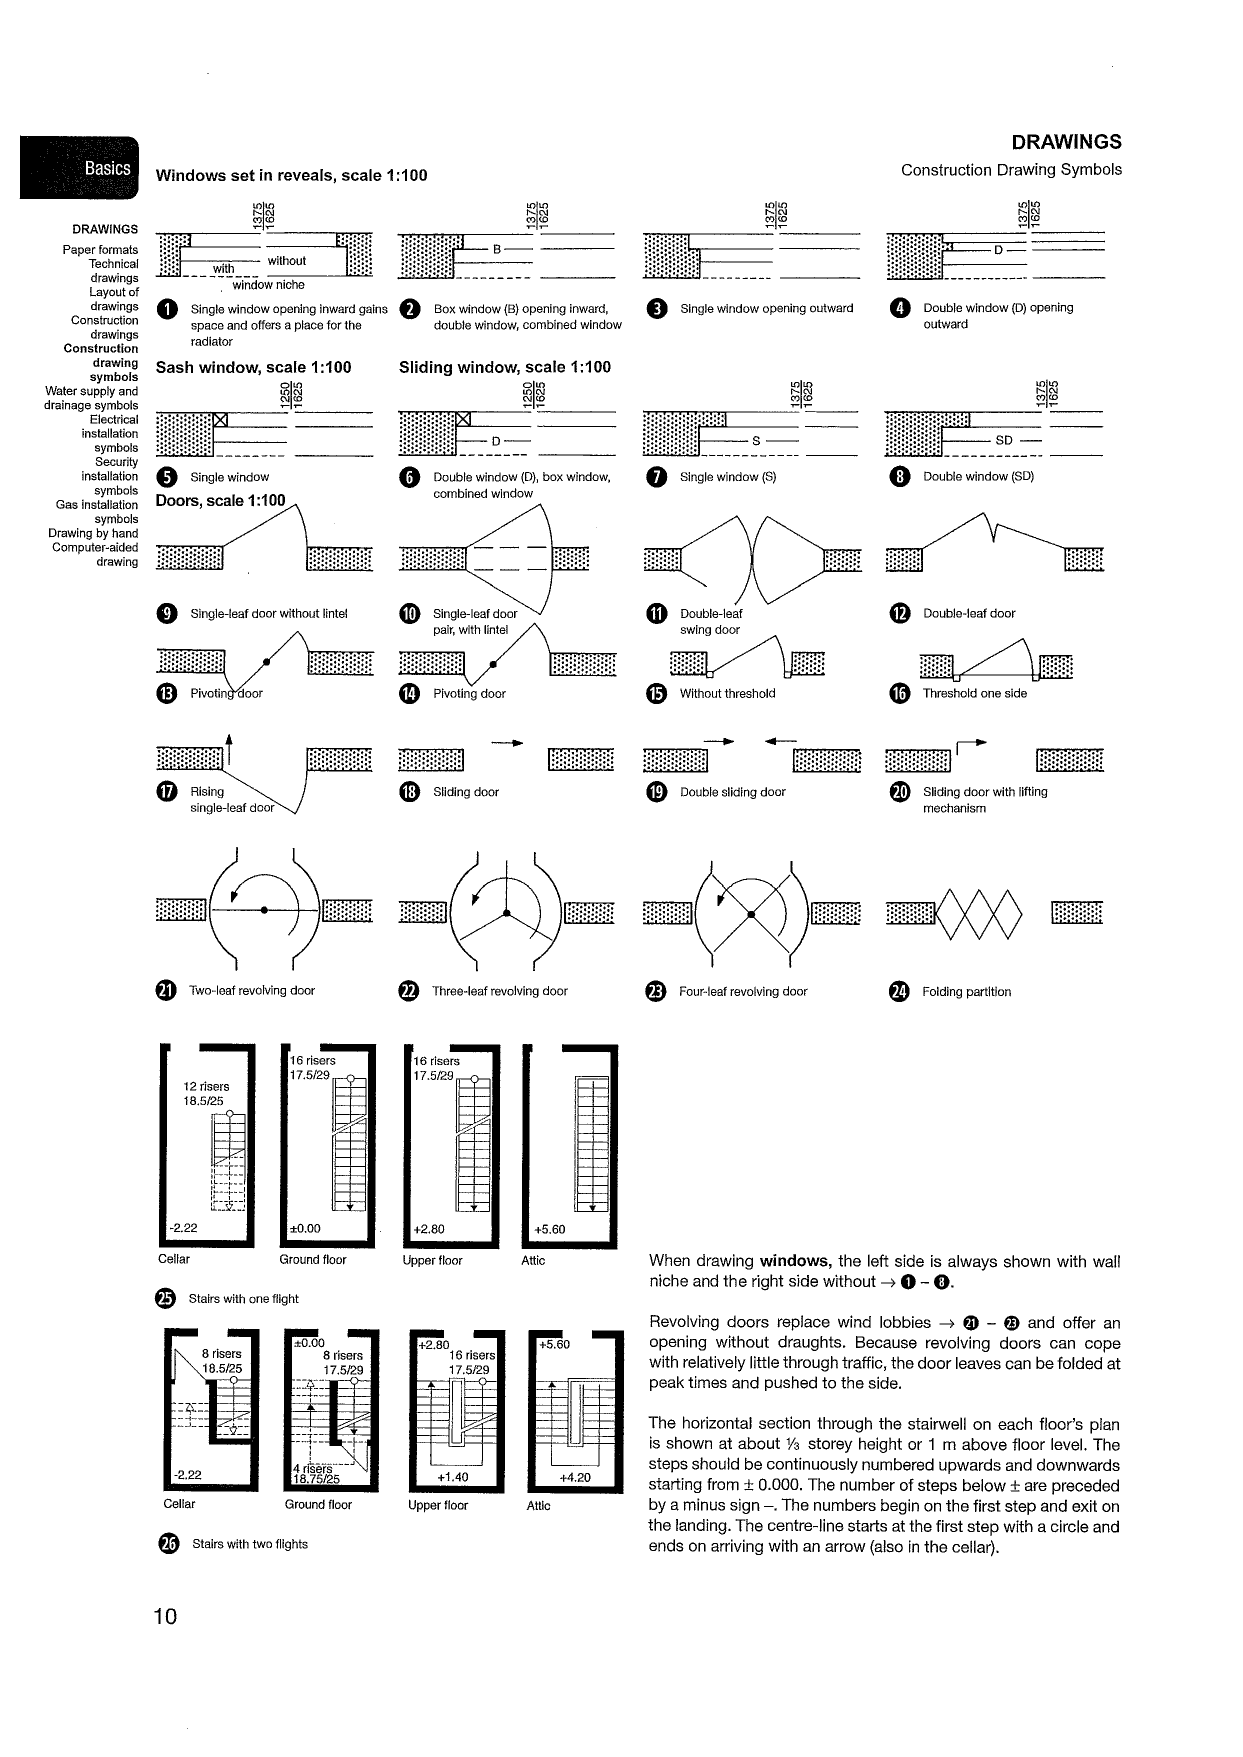 DRAWINGS
Construction Drawing Symbols
Basics
DRAWINGS
Paper formats
Technical
drawings
Layout of
drawings
Construction
drawings
Construction
drawing
symbols
Water supply and
drainage symbols
Electrical
installation
symbols
Security
installation
symbols
Gas installation
symbols
Drawing by hand
Computer-aided
drawing
Windows set in reveals, scale 1:100
1375
1625
with
without
window niche
1 Single window opening inward gains
space and offers a place for the
radiator
1375
1625
B
2 Box window (B) opening inward,
double window, combined window
1375
1625
3 Single window opening outward
1375
1625
D
4 Double window (D) opening
outward
Sash window, scale 1:100
1250
1625
5 Single window
Sliding window, scale 1:100
1250
1625
D
6 Double window (D), box window,
combined window
1375
1625
S
7 Single window (S)
1375
1625
SD
8 Double window (SD)
Doors, scale 1:100
9 Single-leaf door without lintel
10 Single-leaf door
pair, with lintel
11 Double-leaf
swing door
12 Double-leaf door
13 Pivoting door
14 Pivoting door
15 Without threshold
16 Threshold one side
17 Rising
single-leaf door
18 Sliding door
19 Double sliding door
20 Sliding door with lifting
mechanism
21 Two-leaf revolving door
22 Three-leaf revolving door
23 Four-leaf revolving door
24 Folding partition
12 risers
18.5/25
-2.22
Cellar
16 risers
17.5/29
±0.00
Ground floor
16 risers
17.5/29
+2.80
Upper floor
+5.60
Attic
25 Stairs with one flight
8 risers
18.5/25
-2.22
Cellar
±0.00
8 risers
17.5/29
4 risers
18.75/25
Ground floor
+2.80
16 risers
17.5/29
+1.40
Upper floor
+5.60
+4.20
Attic
26 Stairs with two flights
When drawing windows, the left side is always shown with wall
niche and the right side without → 1 – 8.
Revolving doors replace wind lobbies → 21 – 23 and offer an
opening without draughts. Because revolving doors can cope
with relatively little through traffic, the door leaves can be folded at
peak times and pushed to the side.
The horizontal section through the stairwell on each floor's plan
is shown at about ⅓ storey height or 1 m above floor level. The
steps should be continuously numbered upwards and downwards
starting from ± 0.000. The number of steps below ± are preceded
by a minus sign –. The numbers begin on the first step and exit on
the landing. The centre-line starts at the first step with a circle and
ends on arriving with an arrow (also in the cellar).
10